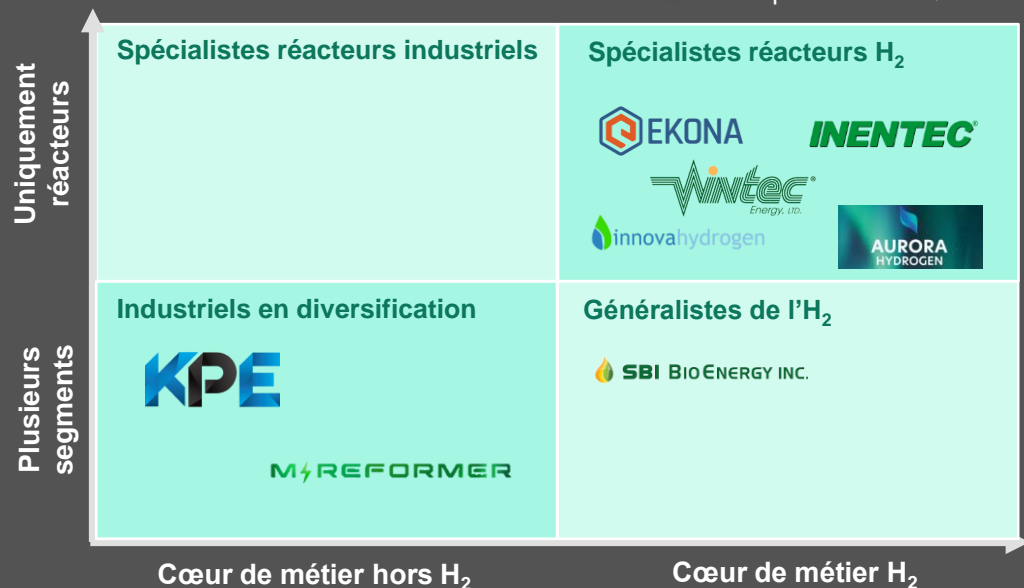 Uniquement
réacteurs
Spécialistes réacteurs industriels
Spécialistes réacteurs H₂
EKONA
INENTEC®
Wintec®
Energy, LTD.
innovahydrogen
AURORA
HYDROGEN
Plusieurs
segments
Industriels en diversification
KPE
MREFORMER
Généralistes de l'H₂
SBI BIOENERGY INC.
Cœur de métier hors H₂
Cœur de métier H₂